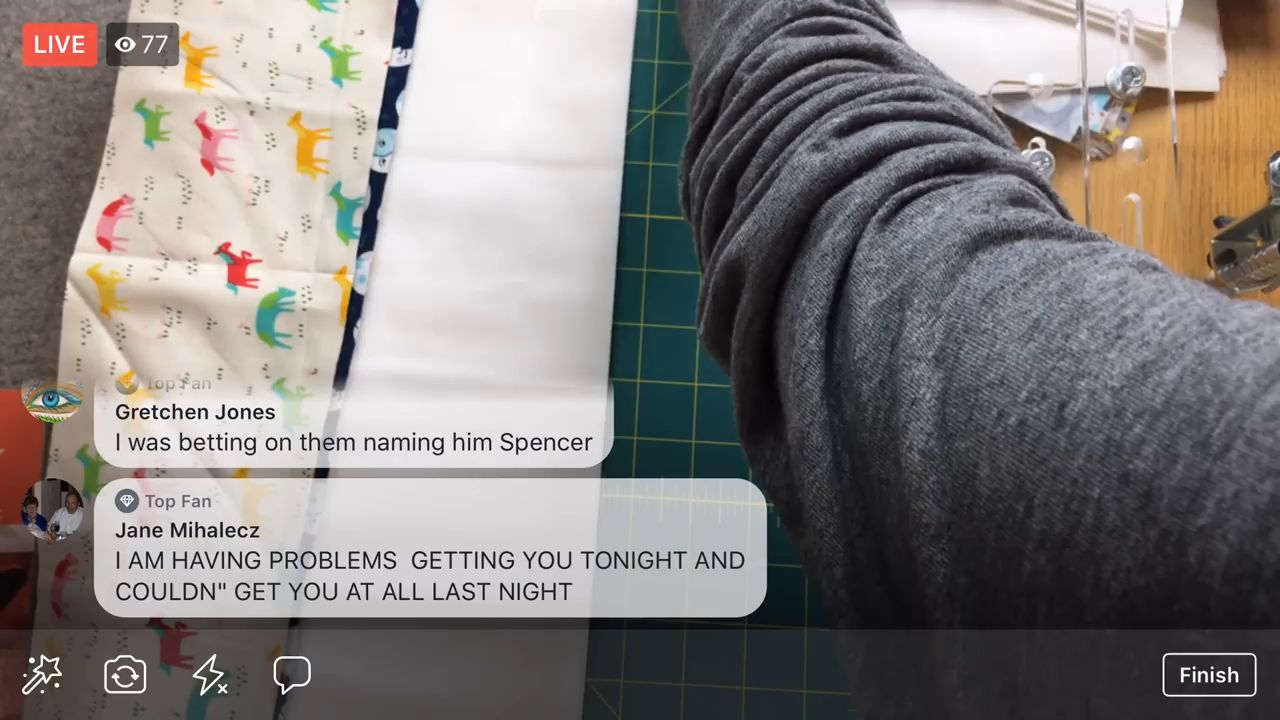 LIVE 77
Top Fan
Gretchen Jones
I was betting on them naming him Spencer
Top Fan
Jane Mihalecz
I AM HAVING PROBLEMS  GETTING YOU TONIGHT AND
COULDN" GET YOU AT ALL LAST NIGHT
Finish